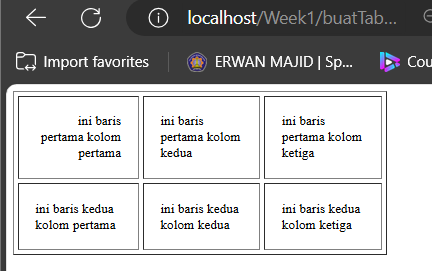 localhost/Week1/buatTab...
Import favorites
ERWAN MAJID | Sp...
Cou
ini baris
pertama kolom
pertama
ini baris
pertama kolom
kedua
ini baris
pertama kolom
ketiga
ini baris kedua
kolom pertama
ini baris kedua
kolom kedua
ini baris kedua
kolom ketiga